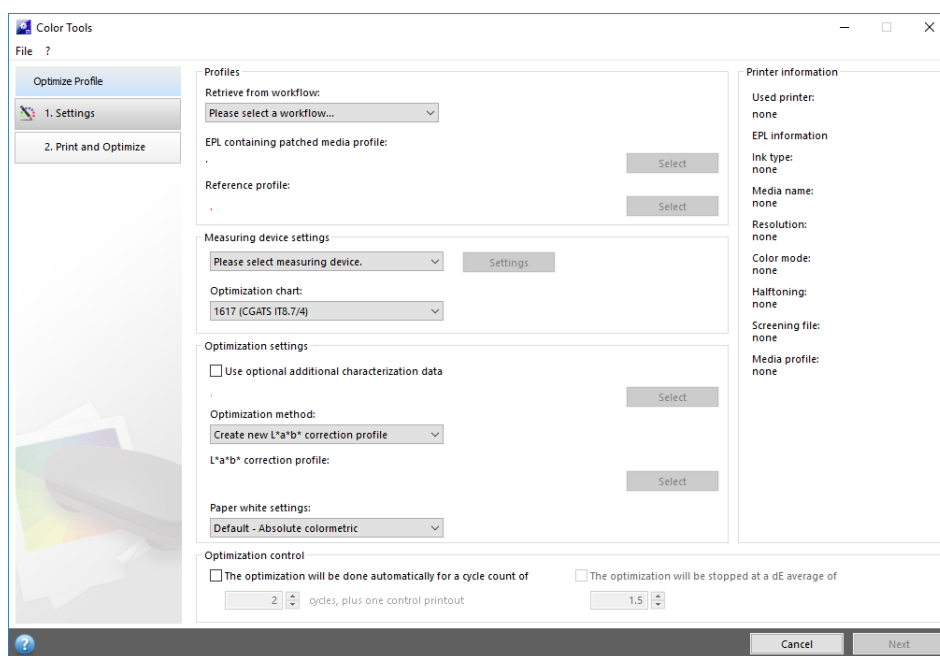 Color Tools
File ?
Optimize Profile
1. Settings
2. Print and Optimize
Profiles
Retrieve from workflow:
Please select a workflow...
EPL containing patched media profile:
.
Select
Reference profile:
.
Select
Measuring device settings
Please select measuring device.
Settings
Optimization chart:
1617 (CGATS IT8.7/4)
Optimization settings
Use optional additional characterization data
.
Select
Optimization method:
Create new L*a*b* correction profile
L*a*b* correction profile:
Select
Paper white settings:
Default - Absolute colormetric
Optimization control
The optimization will be done automatically for a cycle count of
2 cycles, plus one control printout
The optimization will be stopped at a dE average of
1.5
Printer information
Used printer:
none
EPL information
Ink type:
none
Media name:
none
Resolution:
none
Color mode:
none
Halftoning:
none
Screening file:
none
Media profile:
none
?
Cancel
Next